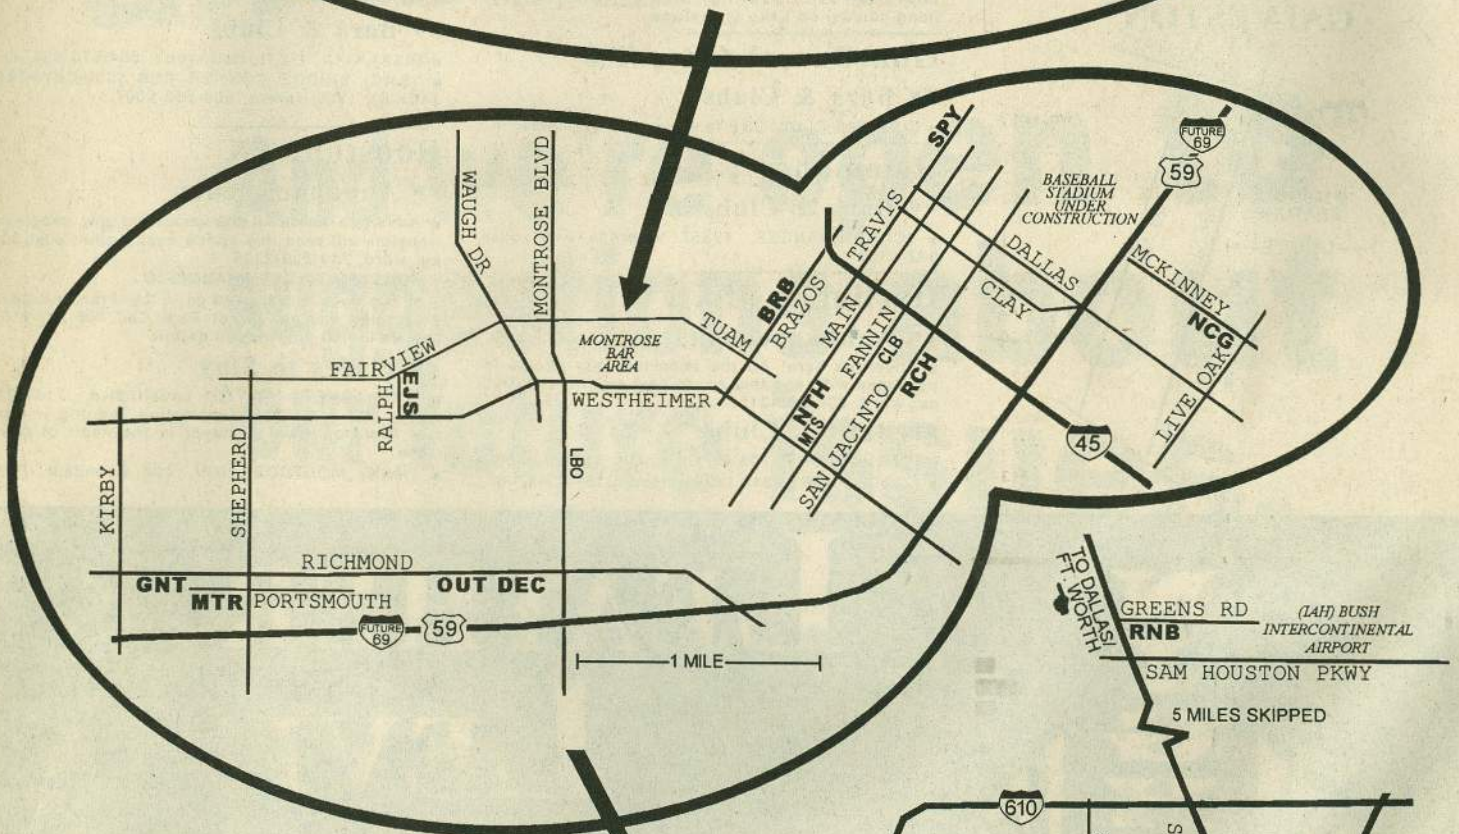 SPY
FUTURE
69
59
BASEBALL
STADIUM
UNDER
CONSTRUCTION
WAUGH DR
MONTROSE BLVD
TRAVIS
DALLAS
MCKINNEY
BRB
BRAZOS
MAIN
CLAY
NCG
FANNIN
CLB
RCH
LIVE OAK
TUAM
MONTROSE
BAR
AREA
FAIRVIEW
RALPH
EJS
WESTHEIMER
NTH
MTS
SAN JACINTO
45
KIRBY
SHEPHERD
LBO
RICHMOND
GNT
OUT DEC
MTR
PORTSMOUTH
FUTURE
69
59
1 MILE
TO DALLAS/
FT. WORTH
GREENS RD
RNB
(IAH) BUSH
INTERCONTINENTAL
AIRPORT
SAM HOUSTON PKWY
5 MILES SKIPPED
610
S